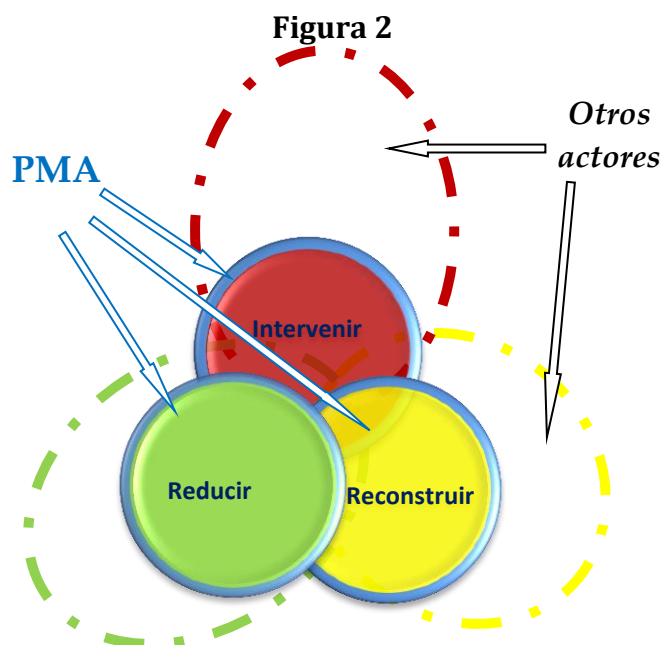 Figura 2
Otros
actores
PMA
Intervenir
Reducir
Reconstruir